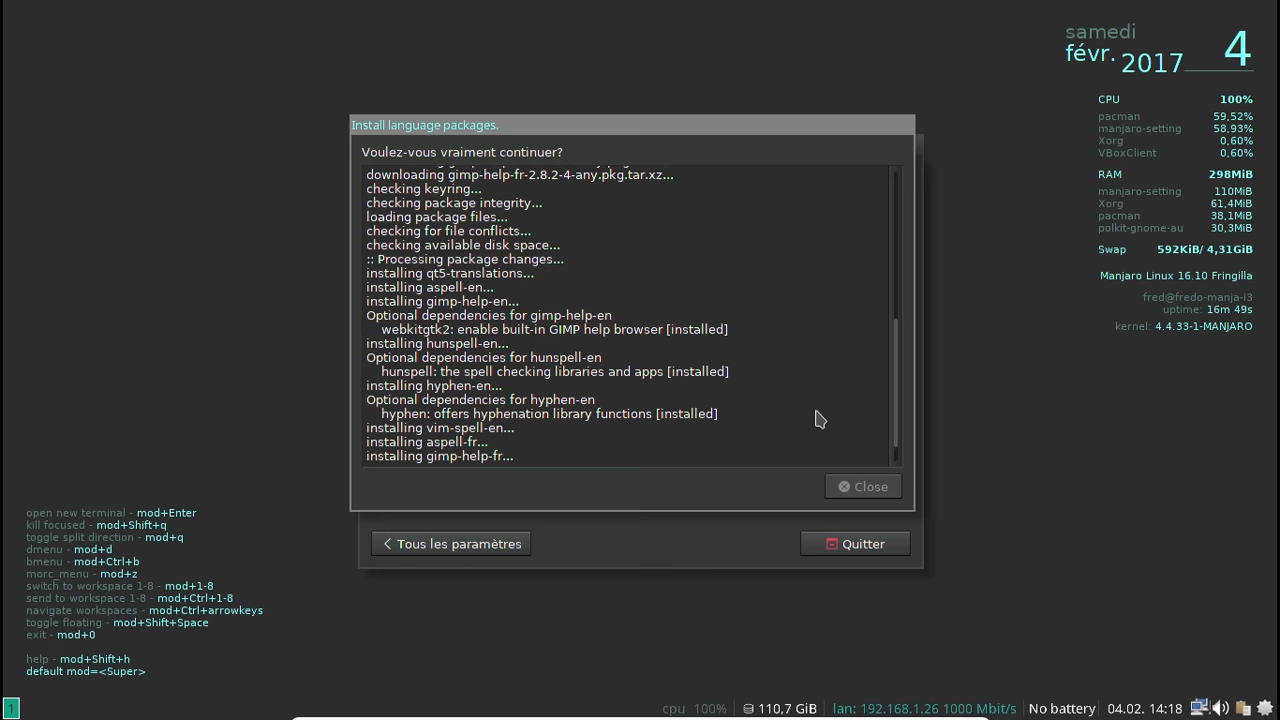 samedi
févr. 2017 4
CPU 100%
pacman 59,52%
manjaro-setting 58,93%
Xorg 0,60%
VBoxClient 0,60%
RAM 298MiB
manjaro-setting 110MiB
Xorg 61,4MiB
pacman 38,1MiB
polkit-gnome-au 30,3MiB
Swap 592KiB/ 4,31GiB
Manjaro Linux 16.10 Fringilla
fred@fredo-manja-i3
uptime: 16m 49s
kernel: 4.4.33-1-MANJARO
Install language packages.
Voulez-vous vraiment continuer?
downloading gimp-help-fr-2.8.2-4-any.pkg.tar.xz...
checking keyring...
checking package integrity...
loading package files...
checking for file conflicts...
checking available disk space...
:: Processing package changes...
installing qt5-translations...
installing aspell-en...
installing gimp-help-en...
Optional dependencies for gimp-help-en
webkitgtk2: enable built-in GIMP help browser [installed]
installing hunspell-en...
Optional dependencies for hunspell-en
hunspell: the spell checking libraries and apps [installed]
installing hyphen-en...
Optional dependencies for hyphen-en
hyphen: offers hyphenation library functions [installed]
installing vim-spell-en...
installing aspell-fr...
installing gimp-help-fr...
Close
Tous les paramètres
Quitter
open new terminal - mod+Enter
kill focused - mod+Shift+q
toggle split direction - mod+q
dmenu - mod+d
bmenu - mod+Ctrl+b
morc_menu - mod+z
switch to workspace 1-8 - mod+1-8
send to workspace 1-8 - mod+Ctrl+1-8
navigate workspaces - mod+Ctrl+arrowkeys
toggle floating - mod+Shift+Space
exit - mod+0
help - mod+Shift+h
default mod=<Super>
1
cpu 100% 110,7 GiB lan: 192.168.1.26 1000 Mbit/s No battery 04.02. 14:18